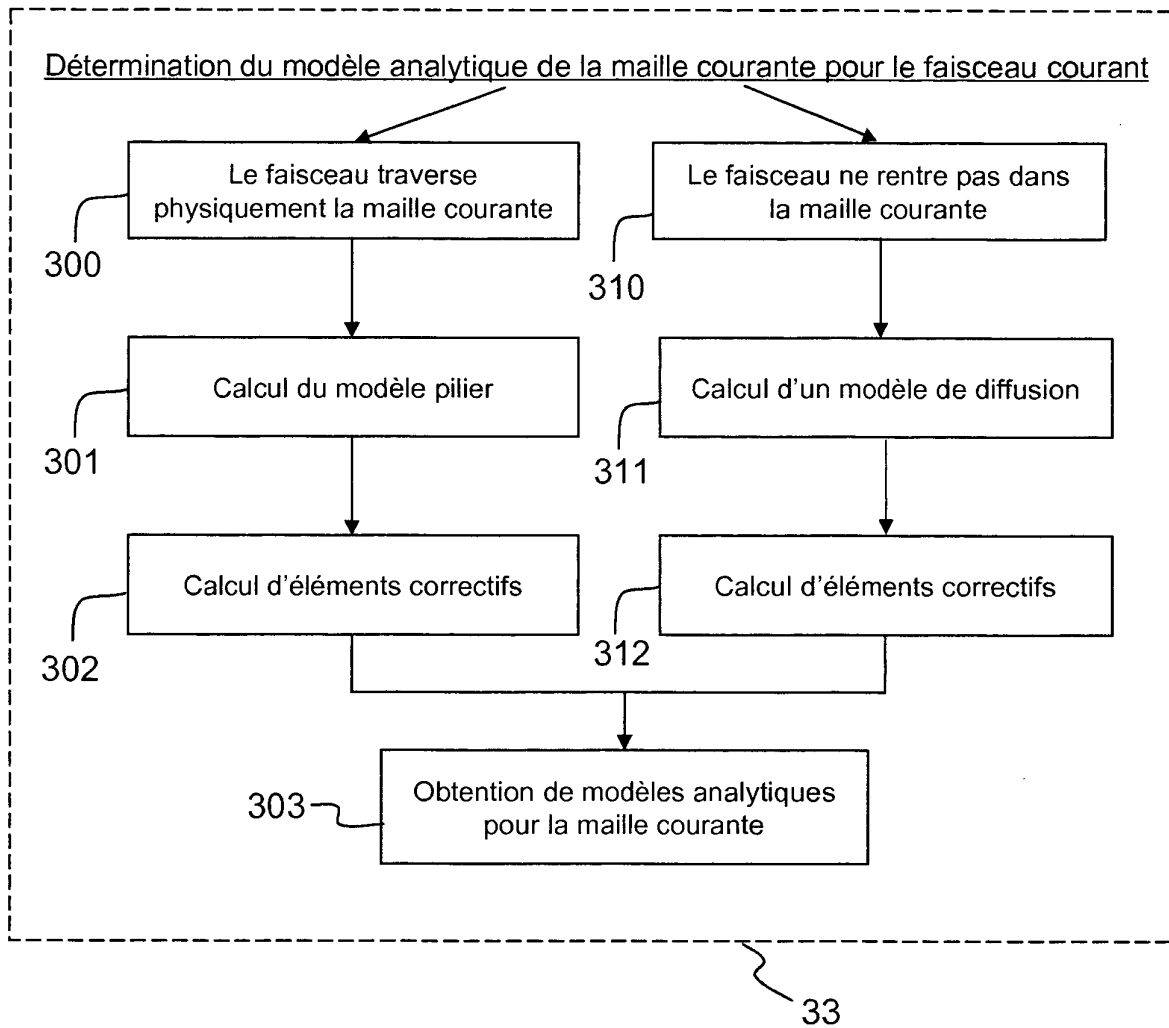 Détermination du modèle analytique de la maille courante pour le faisceau courant
Le faisceau traverse
physiquement la maille courante
300
Le faisceau ne rentre pas dans
la maille courante
310
Calcul du modèle pilier
301
Calcul d'un modèle de diffusion
311
Calcul d'éléments correctifs
302
Calcul d'éléments correctifs
312
Obtention de modèles analytiques
pour la maille courante
303
33